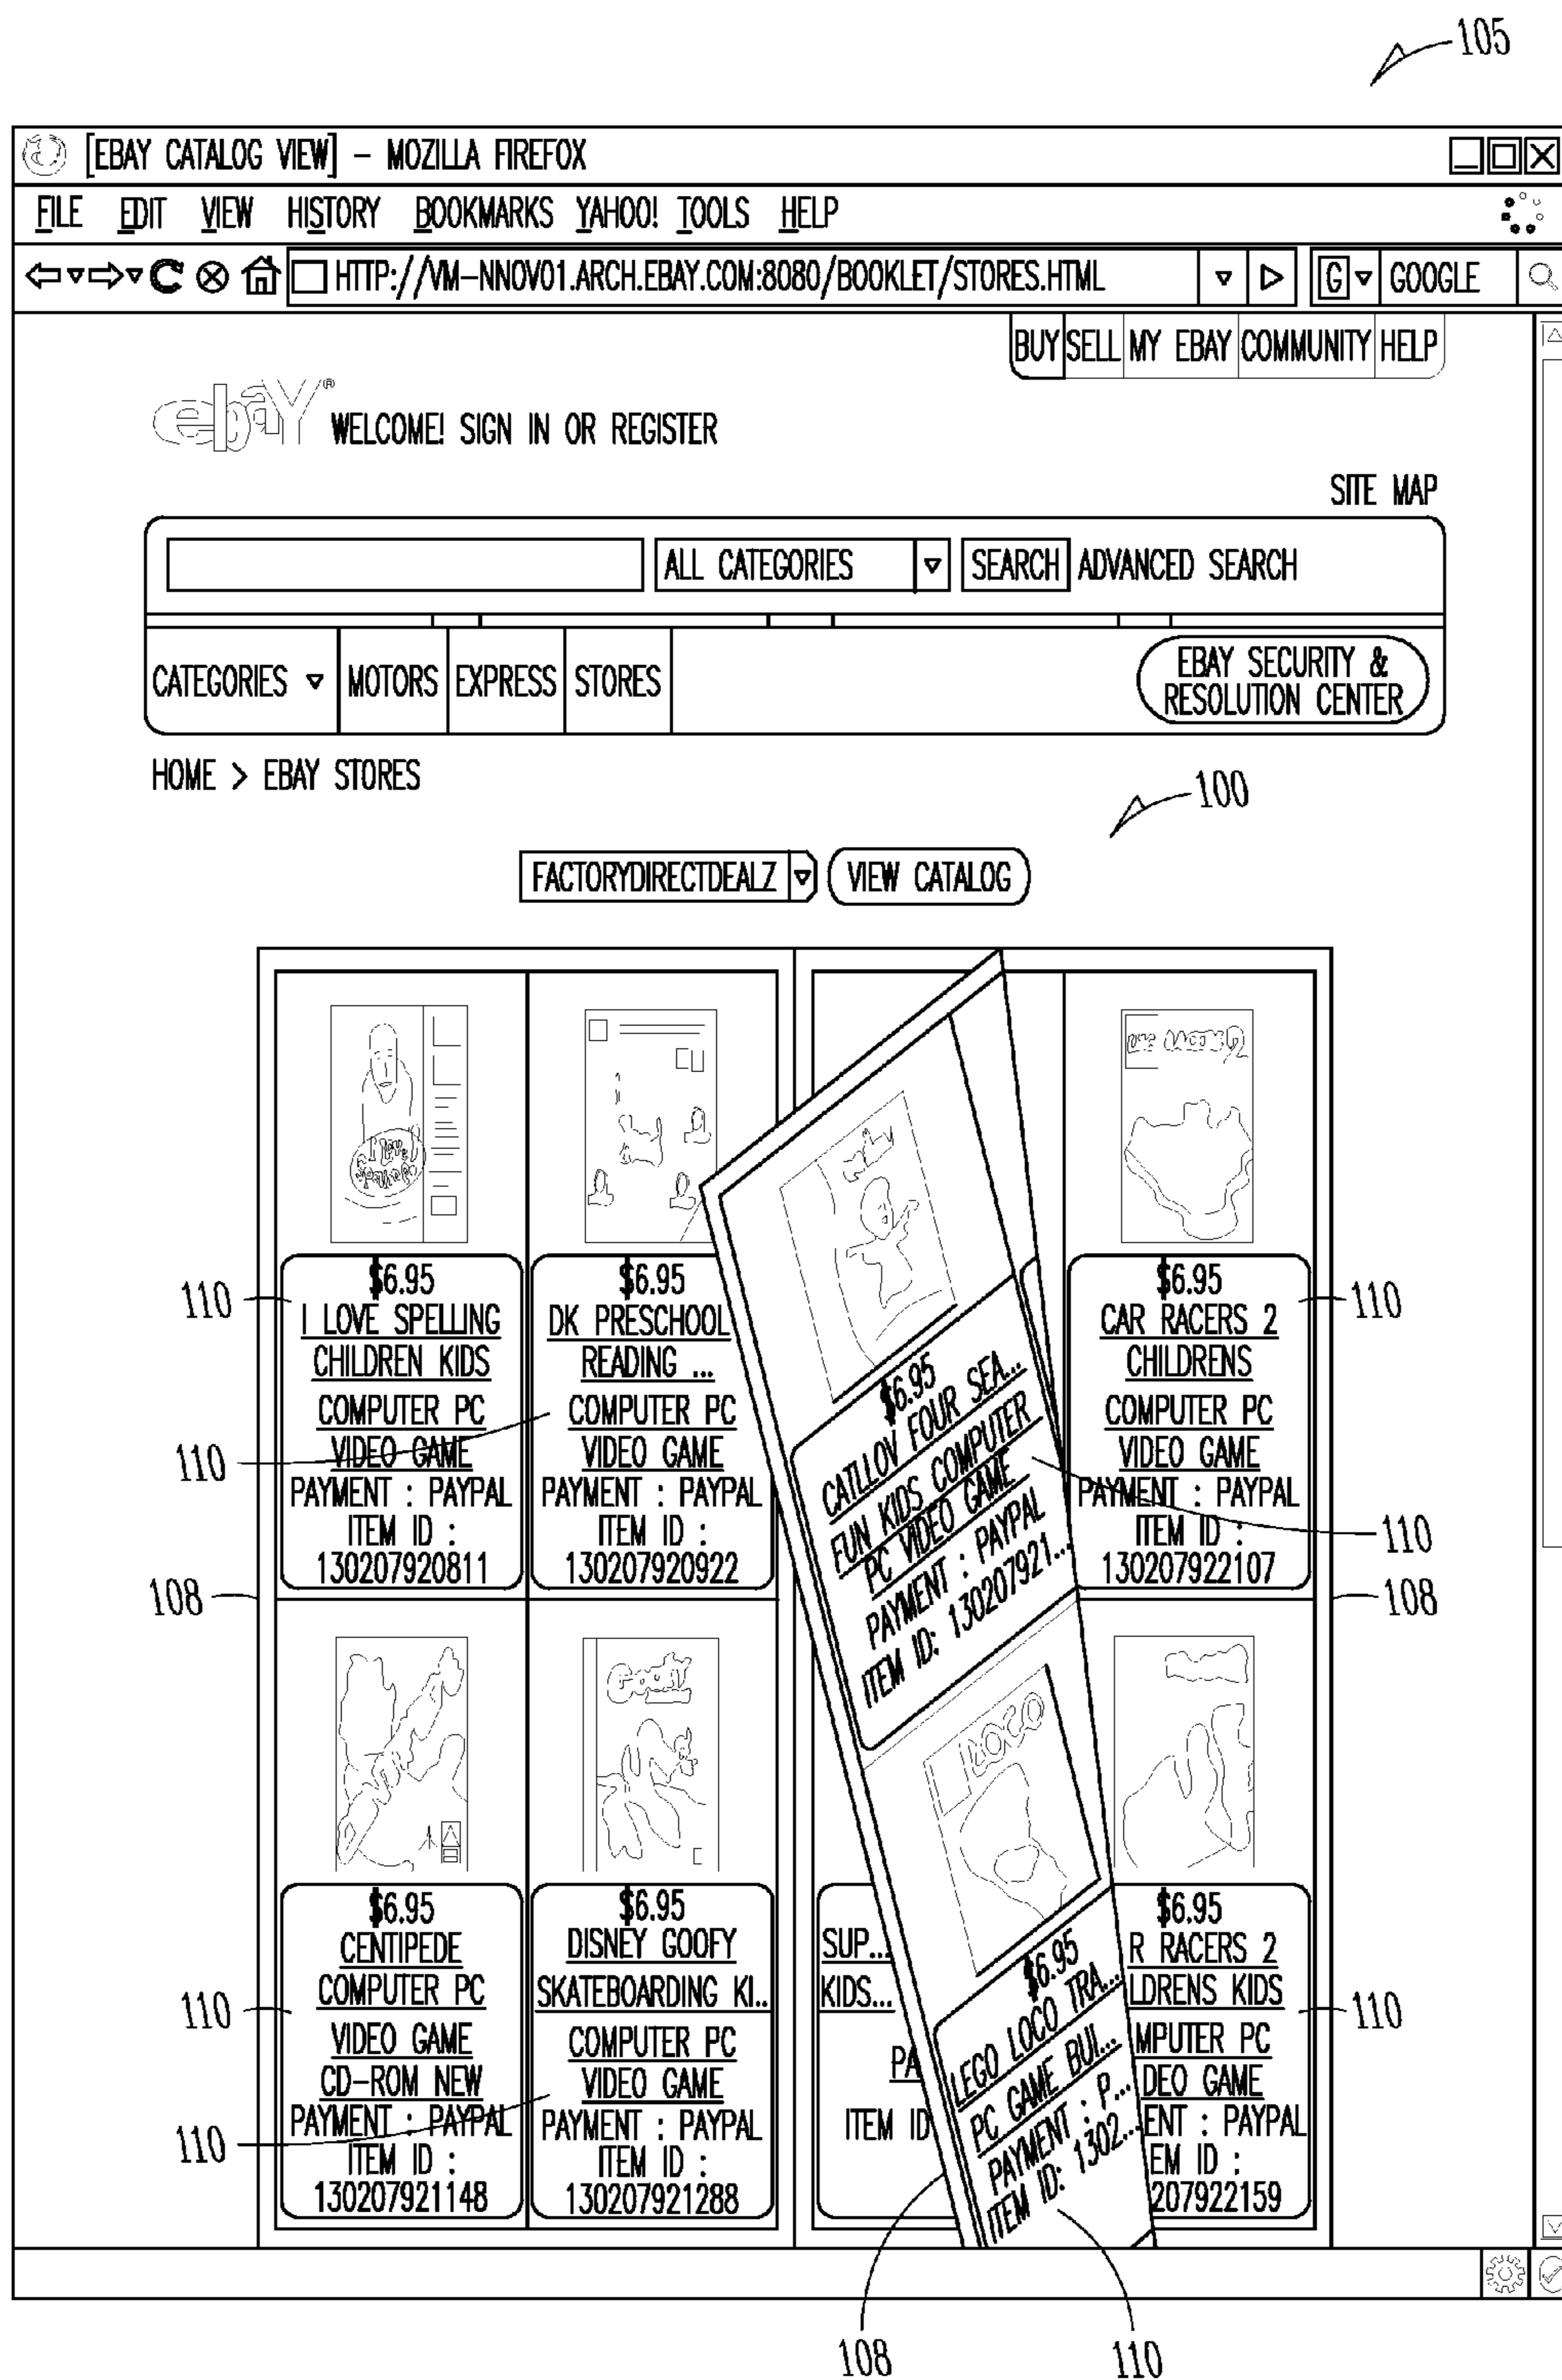 105
[EBAY CATALOG VIEW] – MOZILLA FIREFOX
FILE EDIT VIEW HISTORY BOOKMARKS YAHOO! TOOLS HELP
HTTP://VM-NNOV01.ARCH.EBAY.COM:8080/BOOKLET/STORES.HTML G GOOGLE
BUY SELL MY EBAY COMMUNITY HELP
ebaY® WELCOME! SIGN IN OR REGISTER
SITE MAP
ALL CATEGORIES SEARCH ADVANCED SEARCH
CATEGORIES MOTORS EXPRESS STORES
EBAY SECURITY &
RESOLUTION CENTER
HOME > EBAY STORES
100
FACTORYDIRECTDEALZ VIEW CATALOG
I love
Spelling
110
$6.95
I LOVE SPELLING
CHILDREN KIDS
COMPUTER PC
VIDEO GAME
PAYMENT : PAYPAL
ITEM ID :
130207920811
110
$6.95
DK PRESCHOOL
READING ...
COMPUTER PC
VIDEO GAME
PAYMENT : PAYPAL
ITEM ID :
130207920922
$6.95
CATLLOV FOUR SEA...
FUN KIDS COMPUTER
PC VIDEO GAME
PAYMENT : PAYPAL
ITEM ID: 130207921...
110
$6.95
CAR RACERS 2
CHILDRENS
COMPUTER PC
VIDEO GAME
PAYMENT : PAYPAL
ITEM ID :
130207922107
110
108
108
Goofy
LOCO
110
$6.95
CENTIPEDE
COMPUTER PC
VIDEO GAME
CD-ROM NEW
PAYMENT : PAYPAL
ITEM ID :
130207921148
110
$6.95
DISNEY GOOFY
SKATEBOARDING KI..
COMPUTER PC
VIDEO GAME
PAYMENT : PAYPAL
ITEM ID :
130207921288
SUP...
KIDS...
PA
ITEM ID
$6.95
LEGO LOCO TRA...
PC GAME BUI...
PAYMENT : P...
ITEM ID: 1302...
$6.95
R RACERS 2
LDRENS KIDS
MPUTER PC
DEO GAME
ENT : PAYPAL
EM ID :
207922159
110
108
110